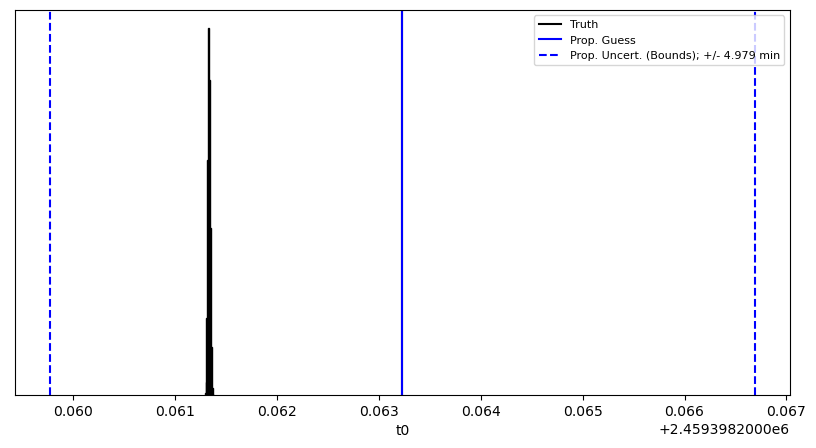 Truth
Prop. Guess
Prop. Uncert. (Bounds); +/- 4.979 min
0.060 0.061 0.062 0.063 0.064 0.065 0.066 0.067
t0
+2.4593982000e6